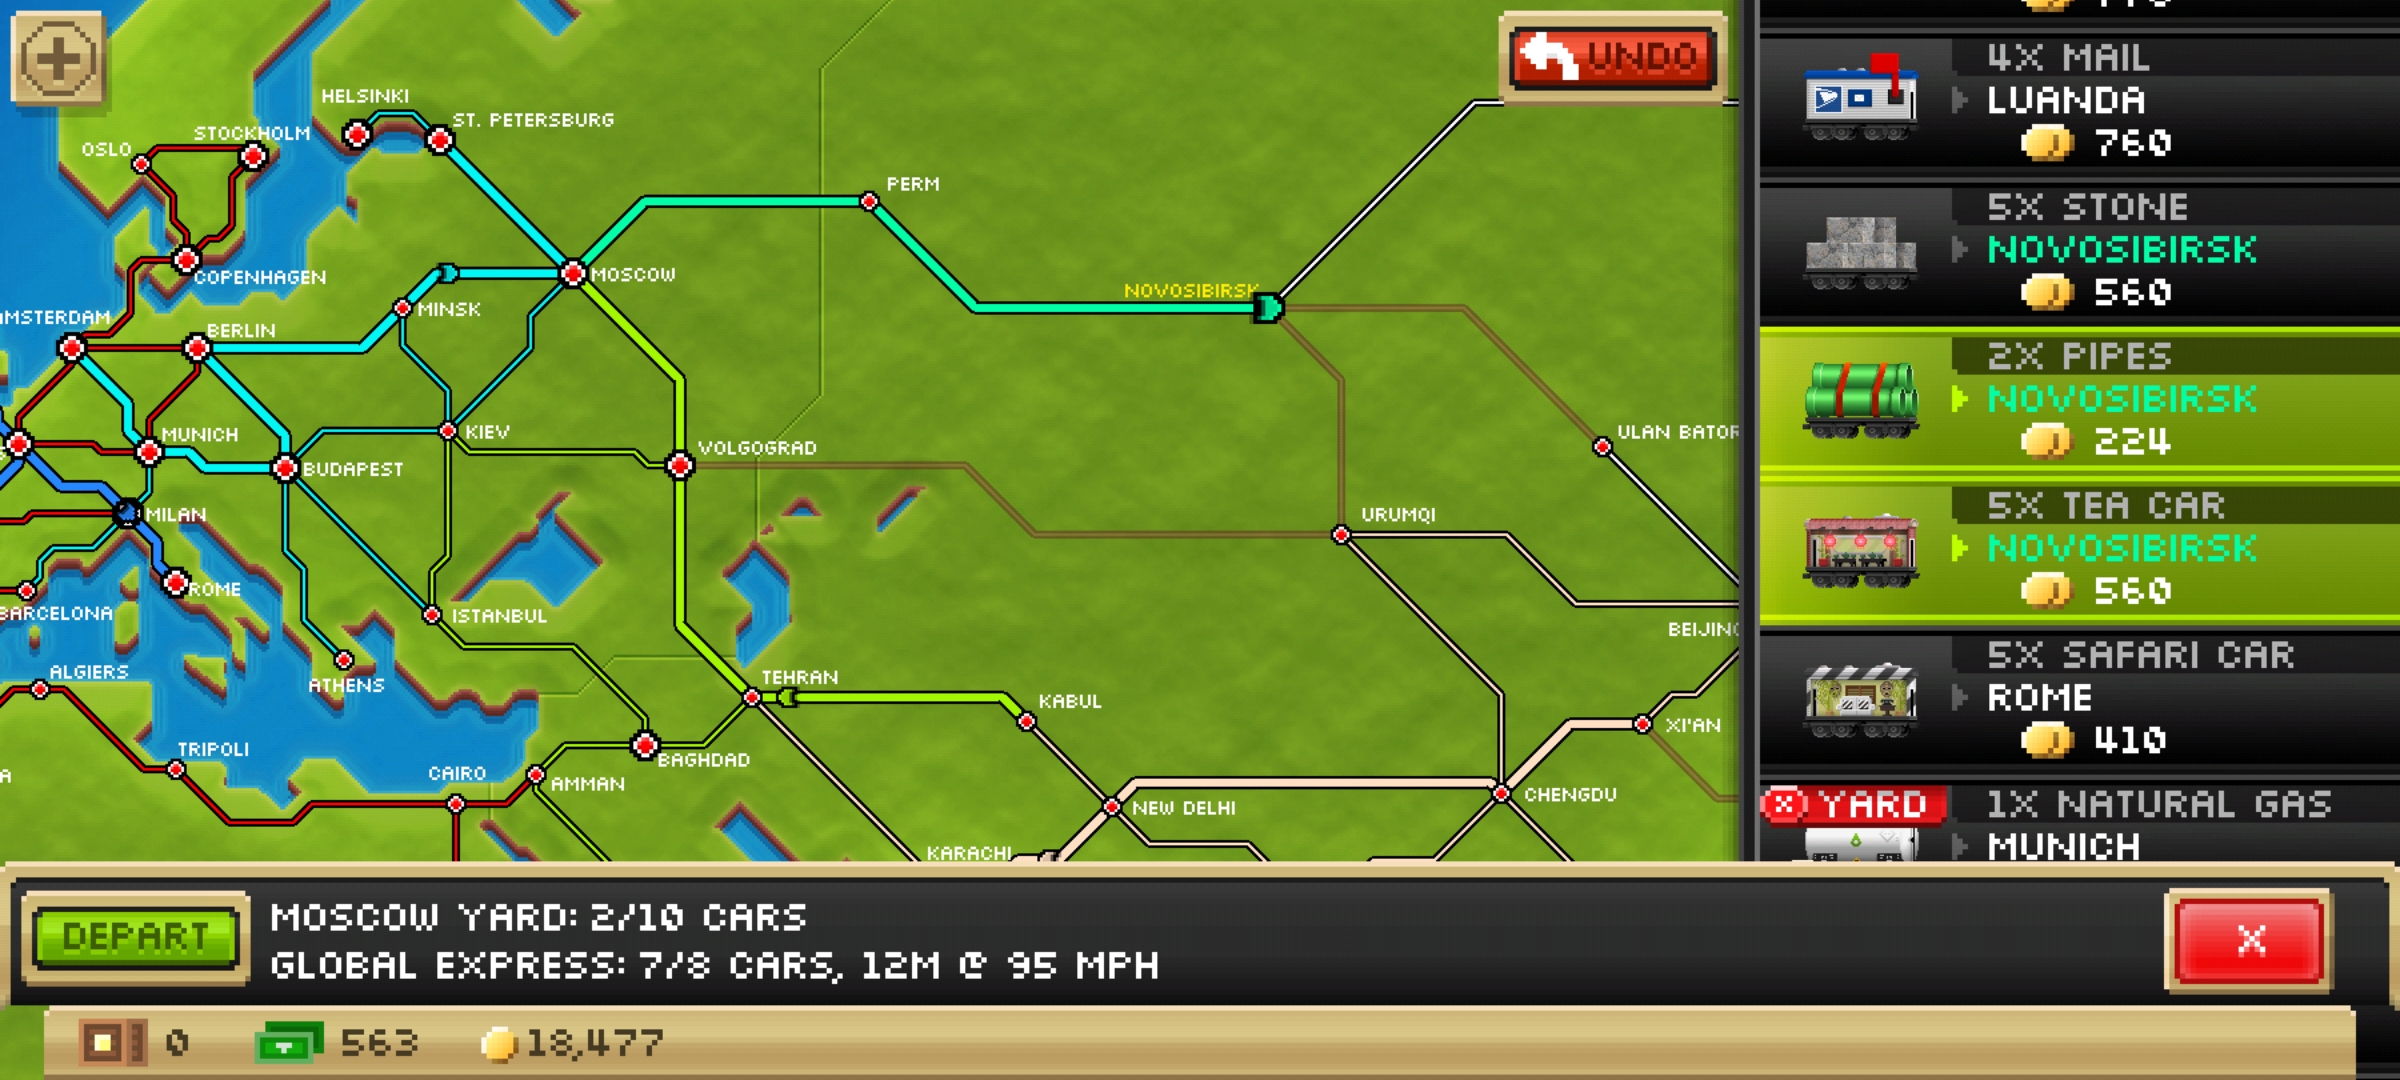 UNDO
HELSINKI
ST. PETERSBURG
STOCKHOLM
OSLO
PERM
COPENHAGEN
MOSCOW
NOVOSIBIRSK
MINSK
AMSTERDAM
BERLIN
MUNICH
KIEV
BUDAPEST
VOLGOGRAD
ULAN BATOR
MILAN
URUMQI
ROME
BARCELONA
ISTANBUL
BEIJING
ALGIERS
ATHENS
TEHRAN
KABUL
XI'AN
TRIPOLI
BAGHDAD
CAIRO
AMMAN
NEW DELHI
CHENGDU
KARACHI
4X MAIL
LUANDA
760
5X STONE
NOVOSIBIRSK
560
2X PIPES
NOVOSIBIRSK
224
5X TEA CAR
NOVOSIBIRSK
560
5X SAFARI CAR
ROME
410
X YARD
1X NATURAL GAS
MUNICH
DEPART
MOSCOW YARD: 2/10 CARS
GLOBAL EXPRESS: 7/8 CARS, 12M @ 95 MPH
X
0
563
18,477